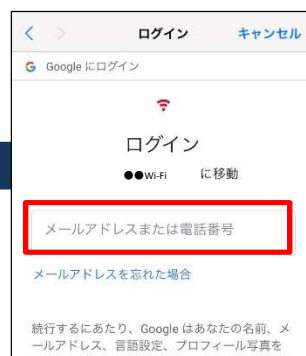 ログイン キャンセル
Google にログイン
ログイン
●●Wi-Fi に移動
メールアドレスまたは電話番号
メールアドレスを忘れた場合
続行するにあたり、Google はあなたの名前、メ
ールアドレス、言語設定、プロフィール写真を